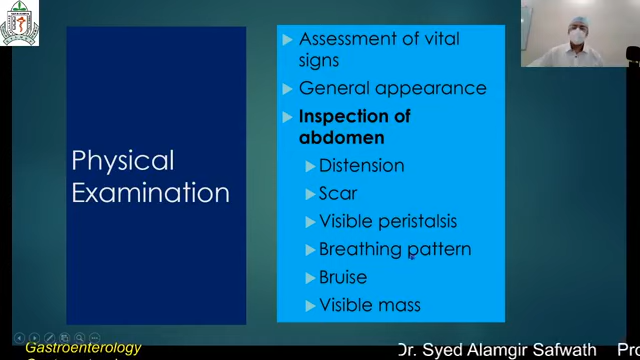 Physical
Examination
Assessment of vital
signs
General appearance
Inspection of
abdomen
Distension
Scar
Visible peristalsis
Breathing pattern
Bruise
Visible mass
Gastroenterology
Dr. Syed Alamgir Safwath Pro